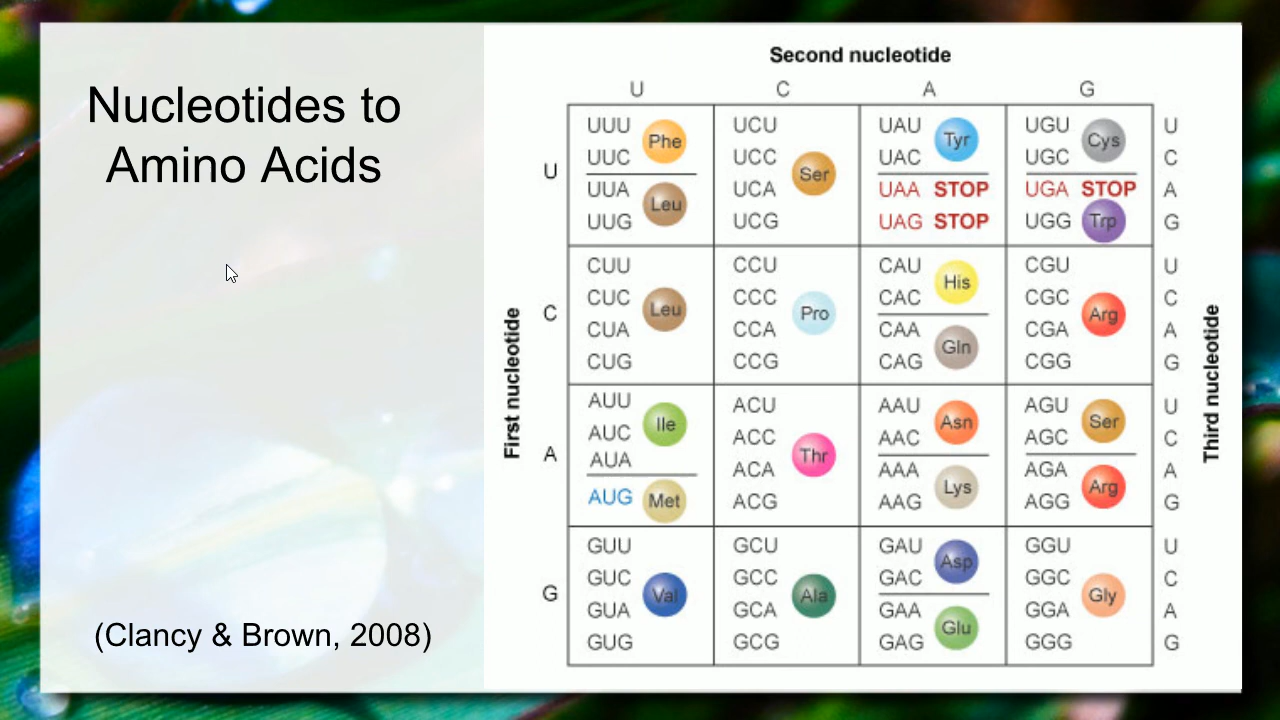 Nucleotides to
Amino Acids
(Clancy & Brown, 2008)
Second nucleotide
U C A G
First nucleotide
Third nucleotide
U
UUU Phe UCU Ser UAU Tyr UGU Cys U
UUC UCC UAC UGC C
UUA Leu UCA UAA STOP UGA STOP A
UUG UCG UAG STOP UGG Trp G
C
CUU Leu CCU Pro CAU His CGU Arg U
CUC CCC CAC CGC C
CUA CCA CAA Gln CGA A
CUG CCG CAG CGG G
A
AUU Ile ACU Thr AAU Asn AGU Ser U
AUC ACC AAC AGC C
AUA ACA AAA Lys AGA Arg A
AUG Met ACG AAG AGG G
G
GUU Val GCU Ala GAU Asp GGU Gly U
GUC GCC GAC GGC C
GUA GCA GAA Glu GGA A
GUG GCG GAG GGG G